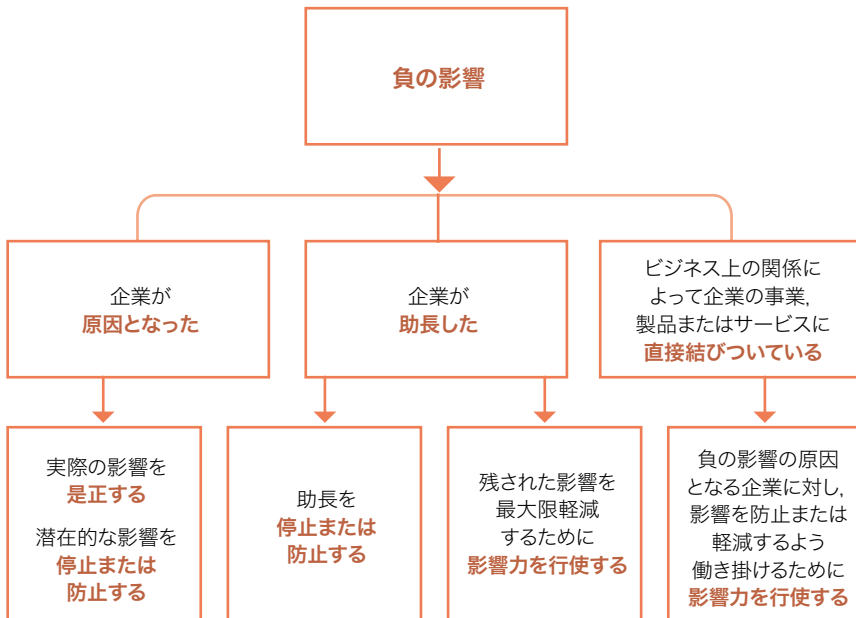 負の影響
企業が
原因となった
企業が
助長した
ビジネス上の関係に
よって企業の事業,
製品またはサービスに
直接結びついている
実際の影響を
是正する
潜在的な影響を
停止または
防止する
助長を
停止または
防止する
残された影響を
最大限軽減
するために
影響力を行使する
負の影響の原因
となる企業に対し,
影響を防止または
軽減するよう
働き掛けるために
影響力を行使する